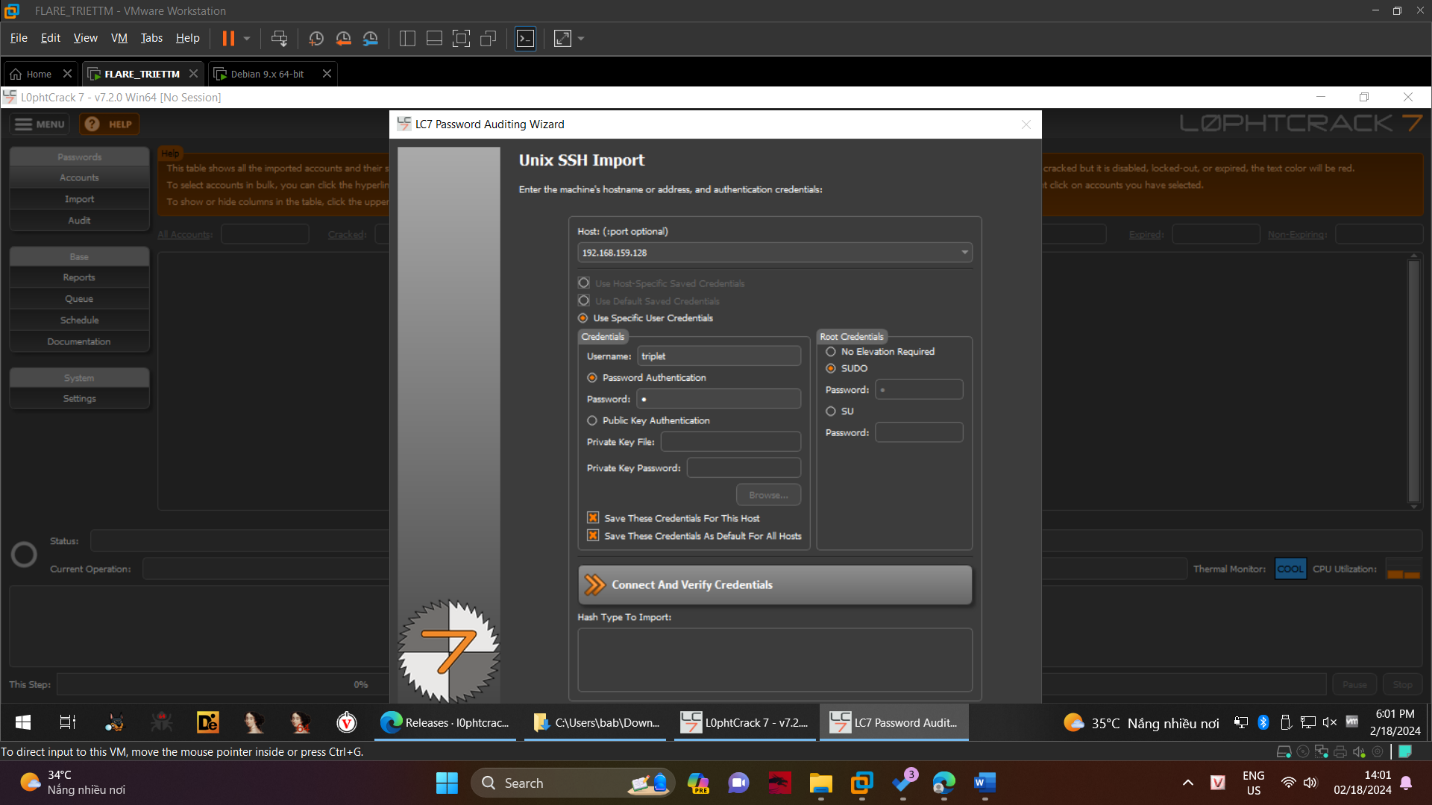 FLARE_TRIETTM - VMware Workstation
File Edit View VM Tabs Help
Home FLARE_TRIETTM Debian 9.x 64-bit
L0phtCrack 7 - v7.2.0 Win64 [No Session]
MENU HELP
L0PHTCRACK 7
LC7 Password Auditing Wizard
Passwords
Accounts
Import
Audit
Base
Reports
Queue
Schedule
Documentation
System
Settings
Help
This table shows all the imported accounts and their s
To select accounts in bulk, you can click the hyperlin
To show or hide columns in the table, click the upper
cracked but it is disabled, locked-out, or expired, the text color will be red.
t click on accounts you have selected.
All Accounts: Cracked: Expired: Non-Expiring:
Unix SSH Import
Enter the machine's hostname or address, and authentication credentials:
Host: (:port optional)
192.168.159.128
Use Host-Specific Saved Credentials
Use Default Saved Credentials
Use Specific User Credentials
Credentials
Username: triplet
Password Authentication
Password: •
Public Key Authentication
Private Key File:
Private Key Password:
Browse...
Save These Credentials For This Host
Save These Credentials As Default For All Hosts
Root Credentials
No Elevation Required
SUDO
Password: •
SU
Password:
Connect And Verify Credentials
Hash Type To Import:
7
Status:
Current Operation:
Thermal Monitor: COOL CPU Utilization:
This Step: 0% Pause Stop
De
Releases · l0phtcrac...
C:\Users\bab\Down...
L0phtCrack 7 - v7.2....
LC7 Password Audit...
35°C Nắng nhiều nơi
6:01 PM
2/18/2024
To direct input to this VM, move the mouse pointer inside or press Ctrl+G.
34°C
Nắng nhiều nơi
Search
PRE
3
ENG
US
14:01
02/18/2024